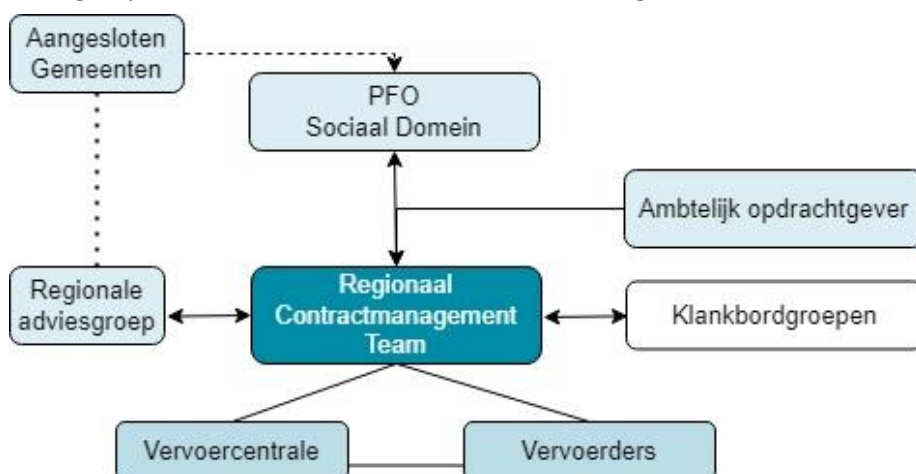 Aangesloten
Gemeenten
PFO
Sociaal Domein
Ambtelijk opdrachtgever
Regionale
adviesgroep
Regionaal
Contractmanagement
Team
Klankbordgroepen
Vervoercentrale
Vervoerders